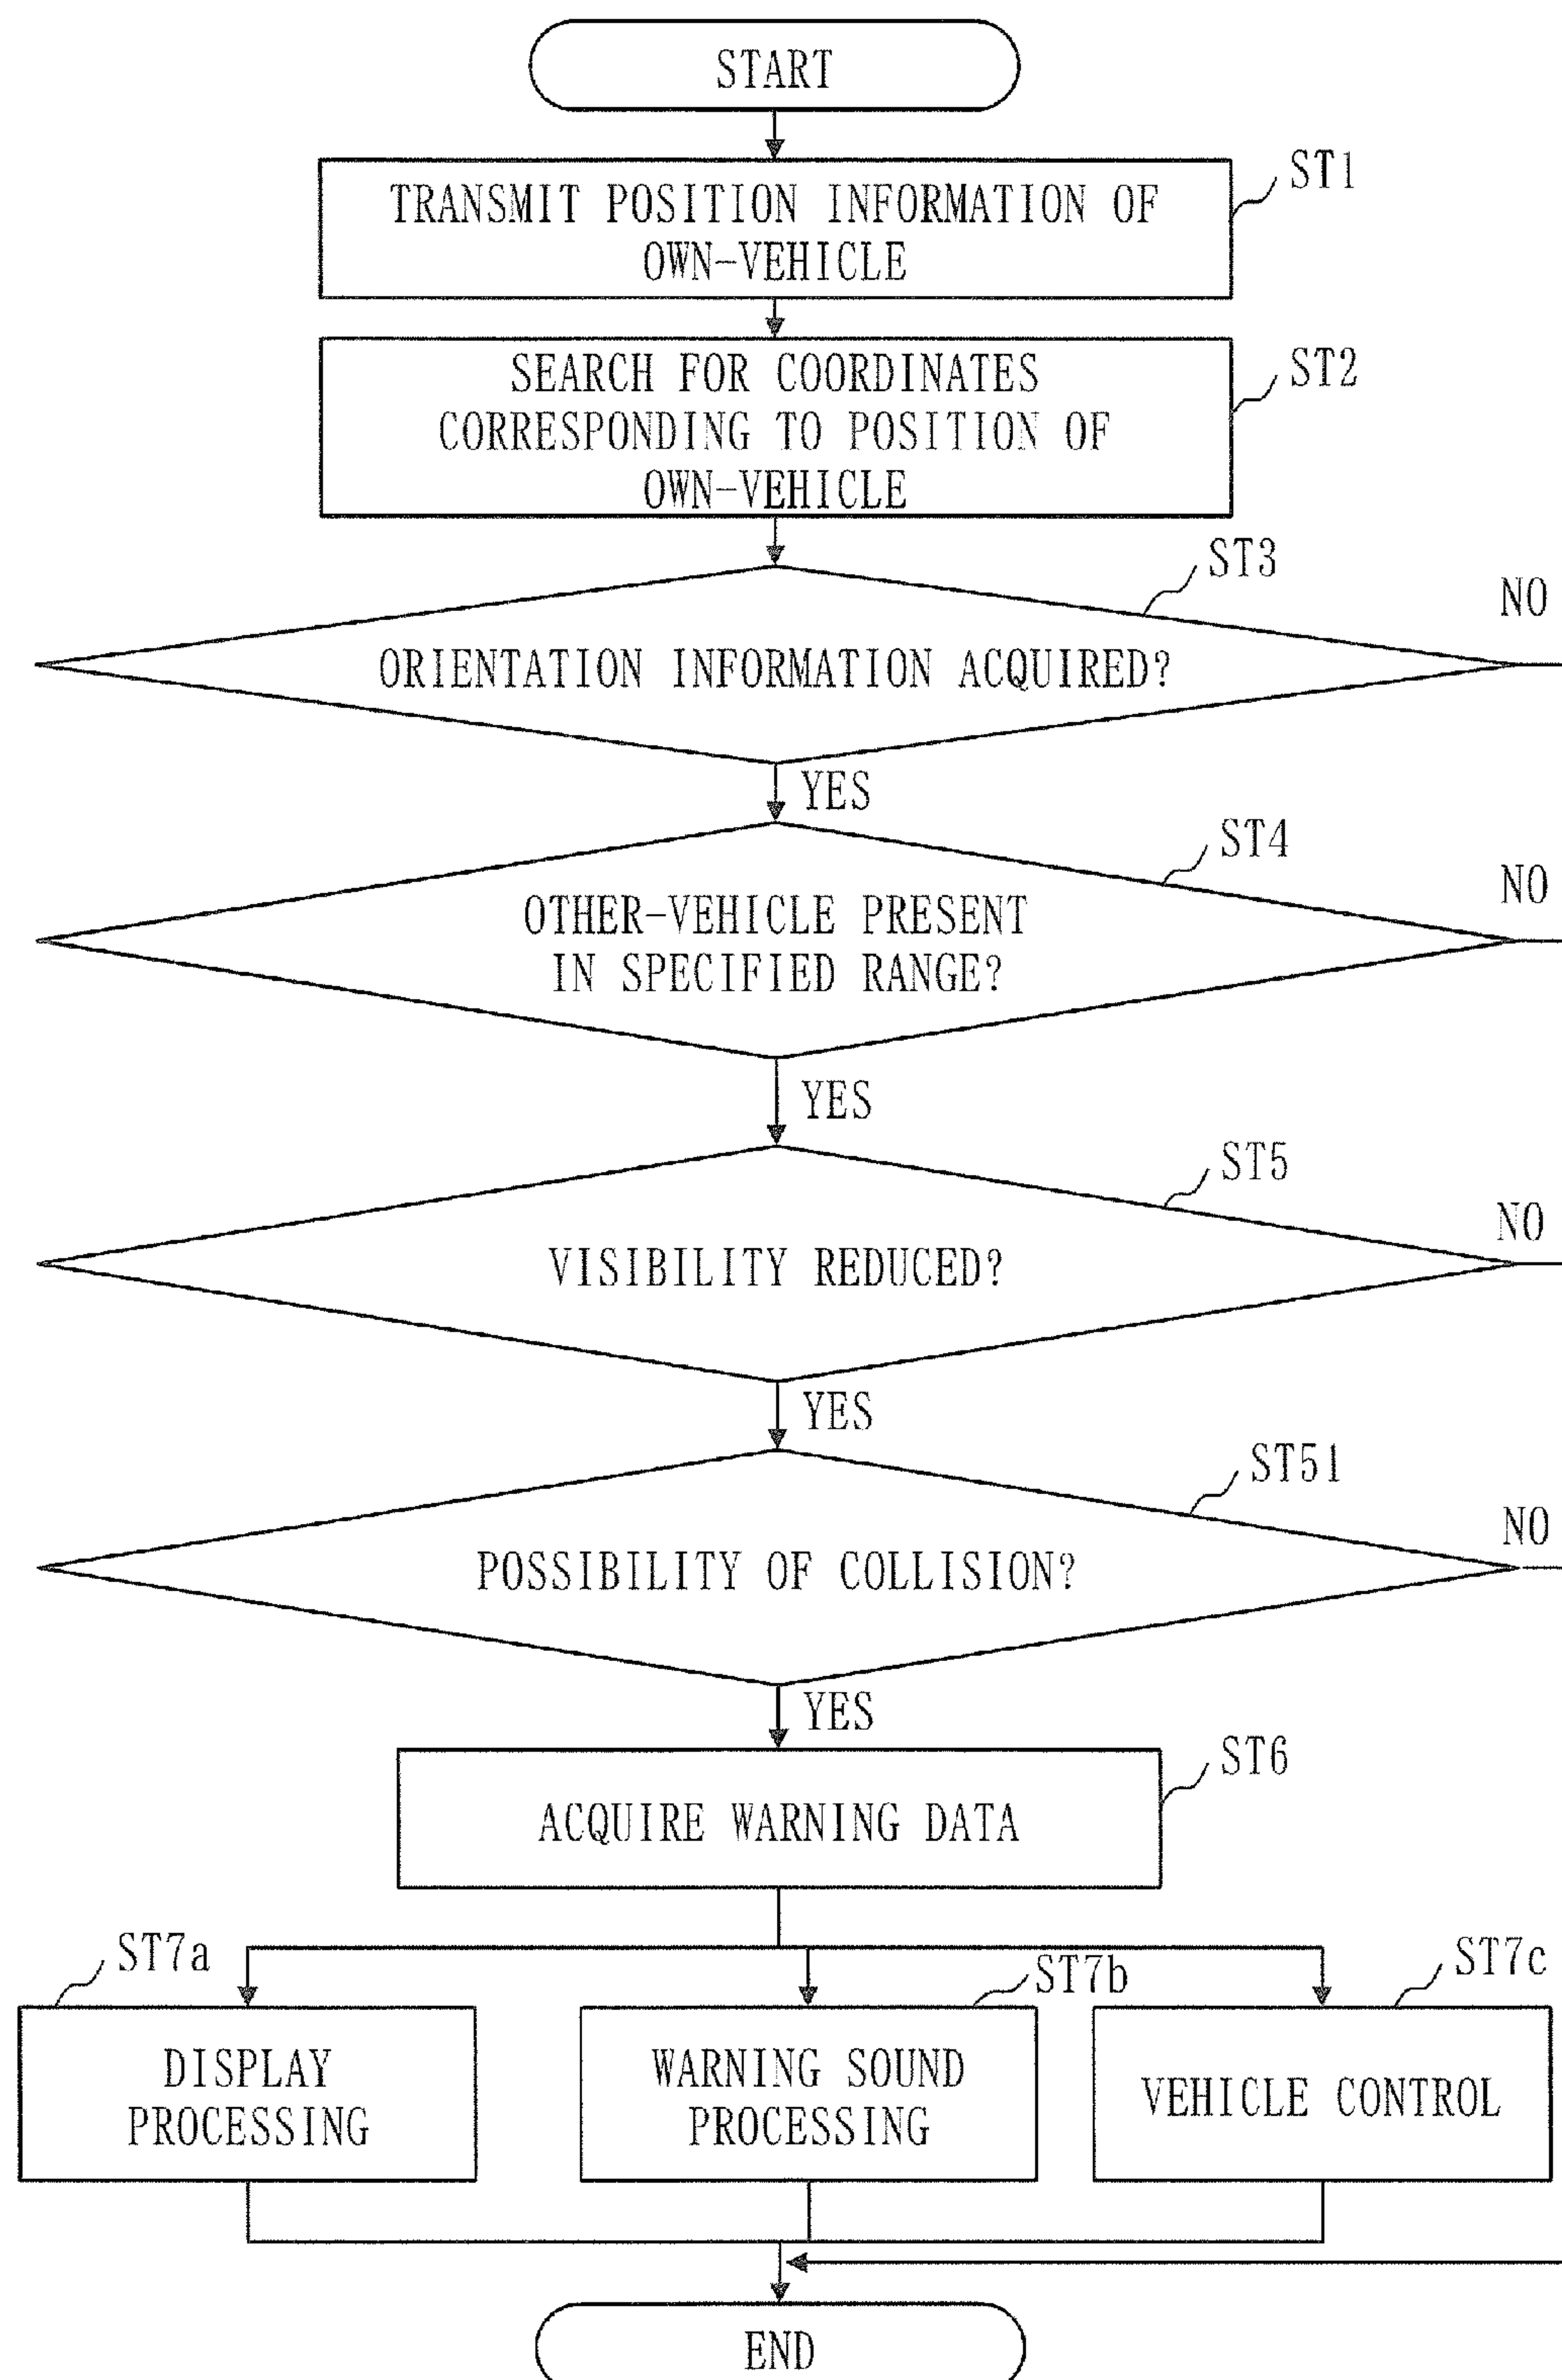 START
ST1
TRANSMIT POSITION INFORMATION OF
OWN-VEHICLE
ST2
SEARCH FOR COORDINATES
CORRESPONDING TO POSITION OF
OWN-VEHICLE
ST3
NO
ORIENTATION INFORMATION ACQUIRED?
YES
ST4
NO
OTHER-VEHICLE PRESENT
IN SPECIFIED RANGE?
YES
ST5
NO
VISIBILITY REDUCED?
YES
ST51
NO
POSSIBILITY OF COLLISION?
YES
ST6
ACQUIRE WARNING DATA
ST7a
DISPLAY
PROCESSING
ST7b
WARNING SOUND
PROCESSING
ST7c
VEHICLE CONTROL
END